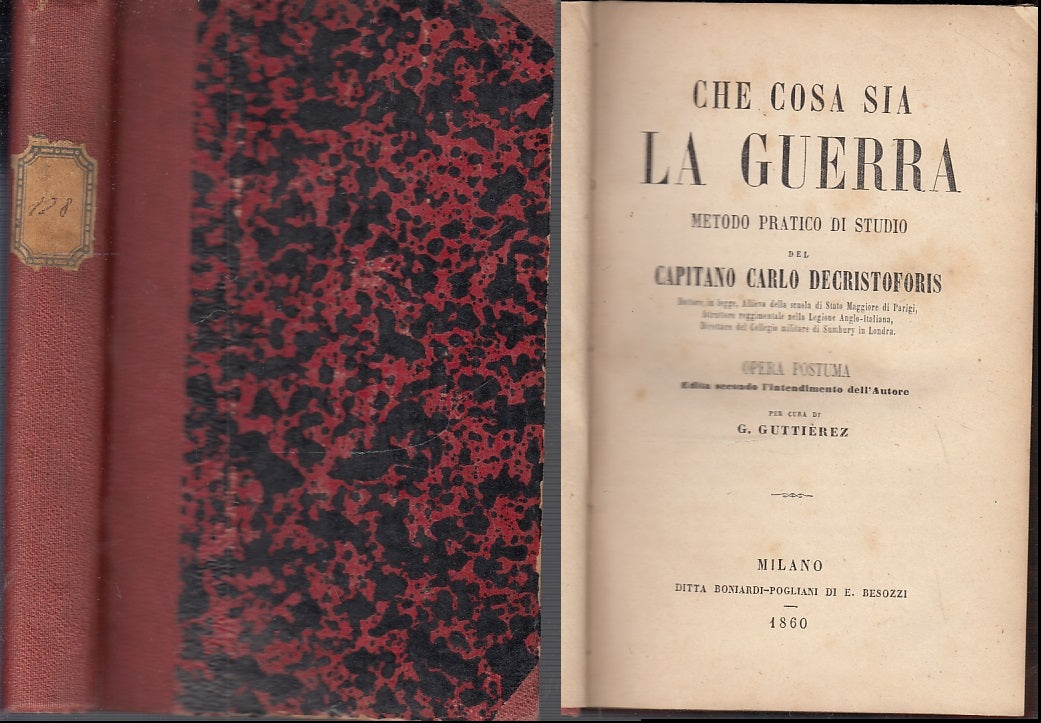 128
CHE COSA SIA
LA GUERRA
METODO PRATICO DI STUDIO
DEL
CAPITANO CARLO DECRISTOFORIS
Dottore in legge, Allievo della scuola di Stato Maggiore di Parigi,
Istruttore reggimentale nella Legione Anglo-Italiana,
Direttore del Collegio militare di Sunbury in Londra.
OPERA POSTUMA
Edita secondo l'intendimento dell'Autore
PER CURA DI
G. GUTTIÈREZ
MILANO
DITTA BONIARDI-POGLIANI DI E. BESOZZI
1860